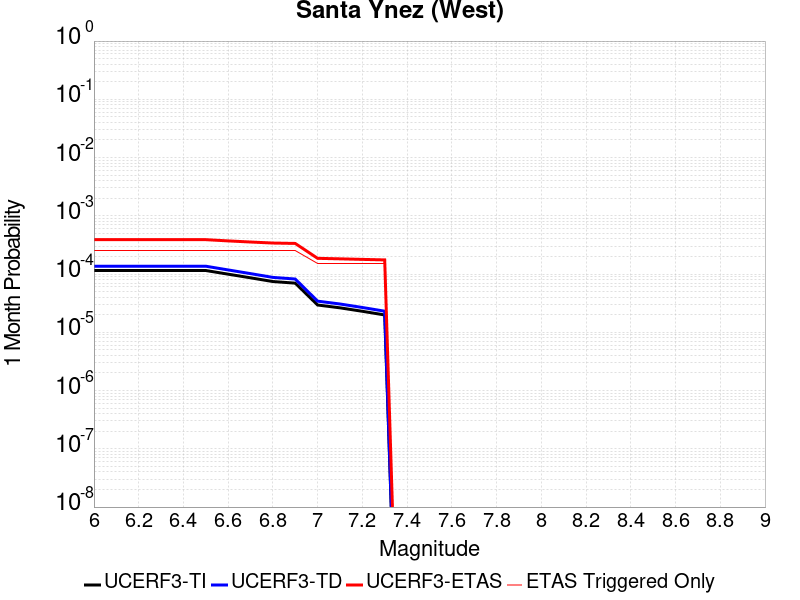 Santa Ynez (West)
10^0
10^-1
10^-2
10^-3
10^-4
10^-5
10^-6
10^-7
10^-8
1 Month Probability
6 6.2 6.4 6.6 6.8 7 7.2 7.4 7.6 7.8 8 8.2 8.4 8.6 8.8 9
Magnitude
UCERF3-TI UCERF3-TD UCERF3-ETAS ETAS Triggered Only